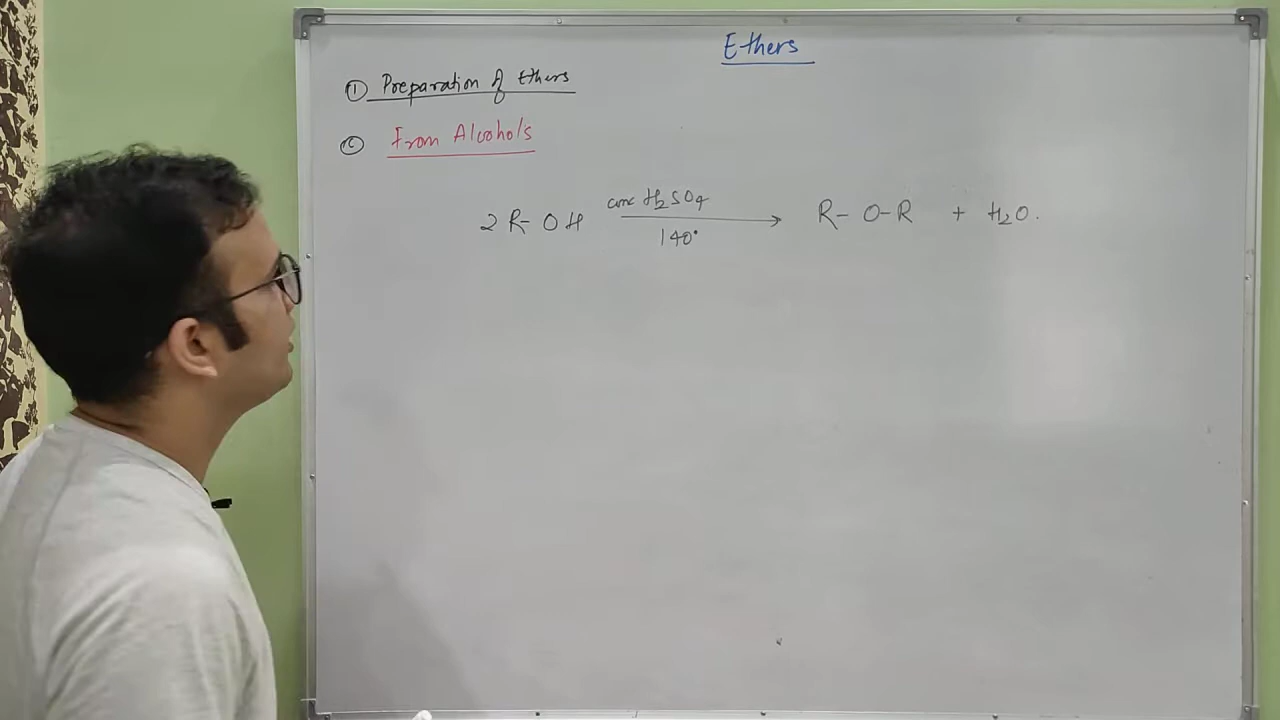 Ethers
① Preparation of Ethers
ⓒ From Alcohols
2 R- OH conc H₂SO₄ 140° → R- O-R + H₂O.